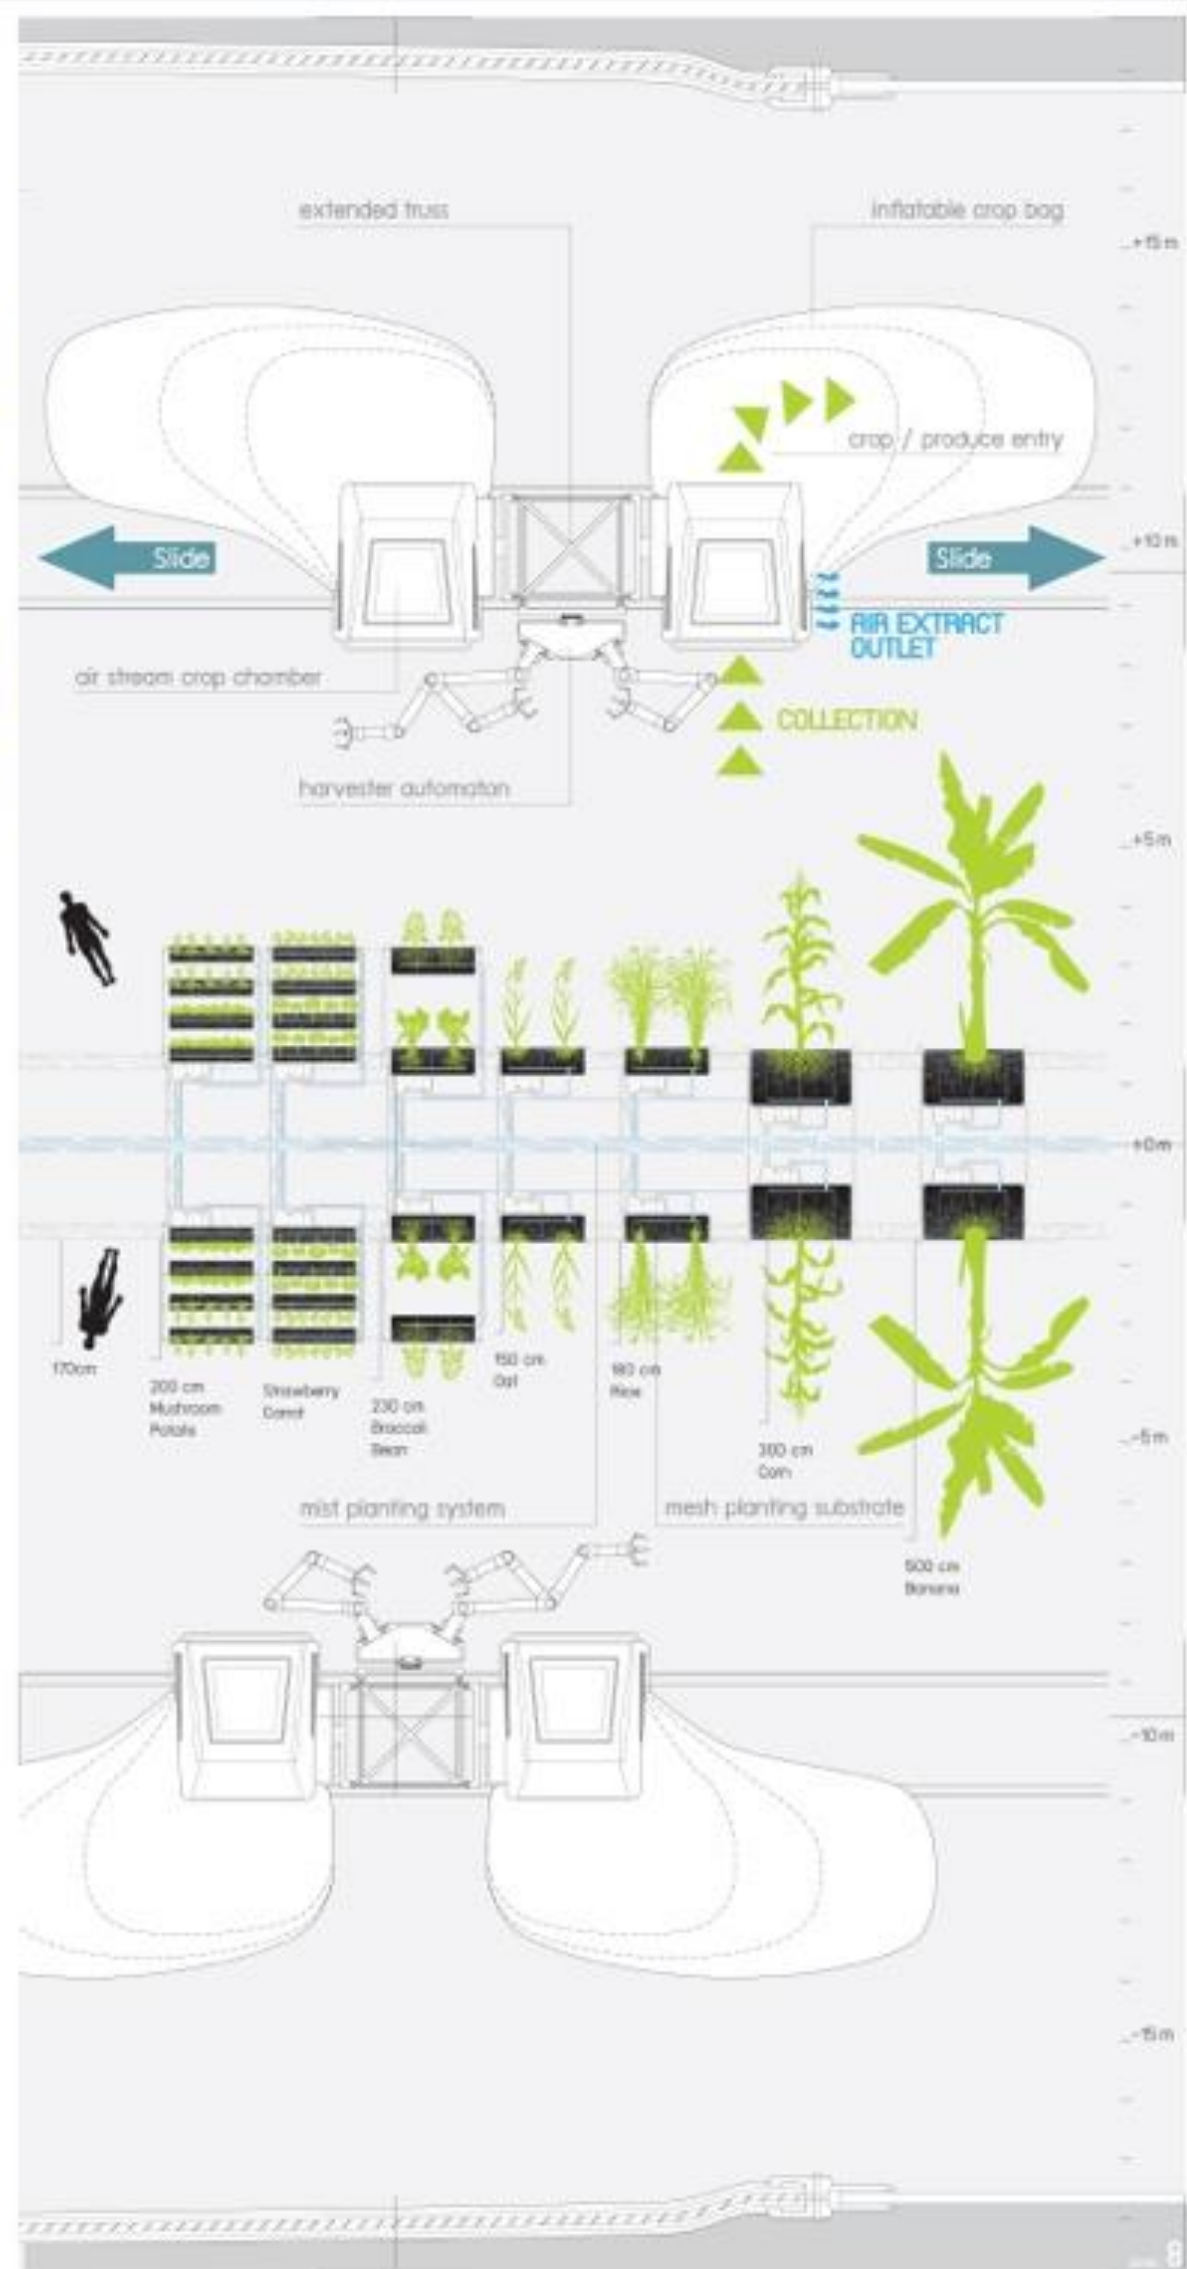 extended truss
inflatable crop bag
+15m
crop / produce entry
Slide
Slide
+10m
AIR EXTRACT
OUTLET
air stream crop chamber
COLLECTION
harvester automaton
+5m
+0m
170cm
200 cm
Mushroom
Potato
Strawberry
Carrot
230 cm
Broccoli
Bean
150 cm
Oat
180 cm
Rice
300 cm
Corn
-5m
mist planting system
mesh planting substrate
500 cm
Banana
-10m
-15m